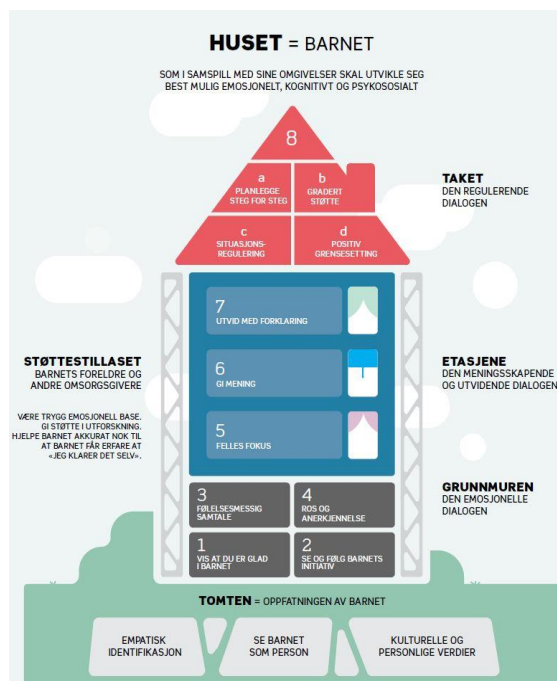 HUSET = BARNET
SOM I SAMSPILL MED SINE OMGIVELSER SKAL UTVIKLE SEG
BEST MULIG EMOSJONELT, KOGNITIVT OG PSYKOSOSIALT
8
a
PLANLEGGE
STEG FOR STEG
b
GRADERT
STØTTE
c
SITUASJONS-
REGULERING
d
POSITIV
GRENSESETTING
TAKET
DEN REGULERENDE
DIALOGEN
7
UTVID MED FORKLARING
6
GI MENING
5
FELLES FOKUS
STØTTESTILLASET
BARNETS FORELDRE OG
ANDRE OMSORGSGIVERE
VÆRE TRYGG EMOSJONELL BASE.
GI STØTTE I UTFORSKNING.
HJELPE BARNET AKKURAT NOK TIL
AT BARNET FÅR ERFARE AT
«JEG KLARER DET SELV».
ETASJENE
DEN MENINGSSKAPENDE
OG UTVIDENDE DIALOGEN
GRUNNMUREN
DEN EMOSJONELLE
DIALOGEN
3
FØLELSESMESSIG
SAMTALE
4
ROS OG
ANERKJENNELSE
1
VIS AT DU ER GLAD
I BARNET
2
SE OG FØLG BARNETS
INITIATIV
TOMTEN = OPPFATNINGEN AV BARNET
EMPATISK
IDENTIFIKASJON
SE BARNET
SOM PERSON
KULTURELLE OG
PERSONLIGE VERDIER